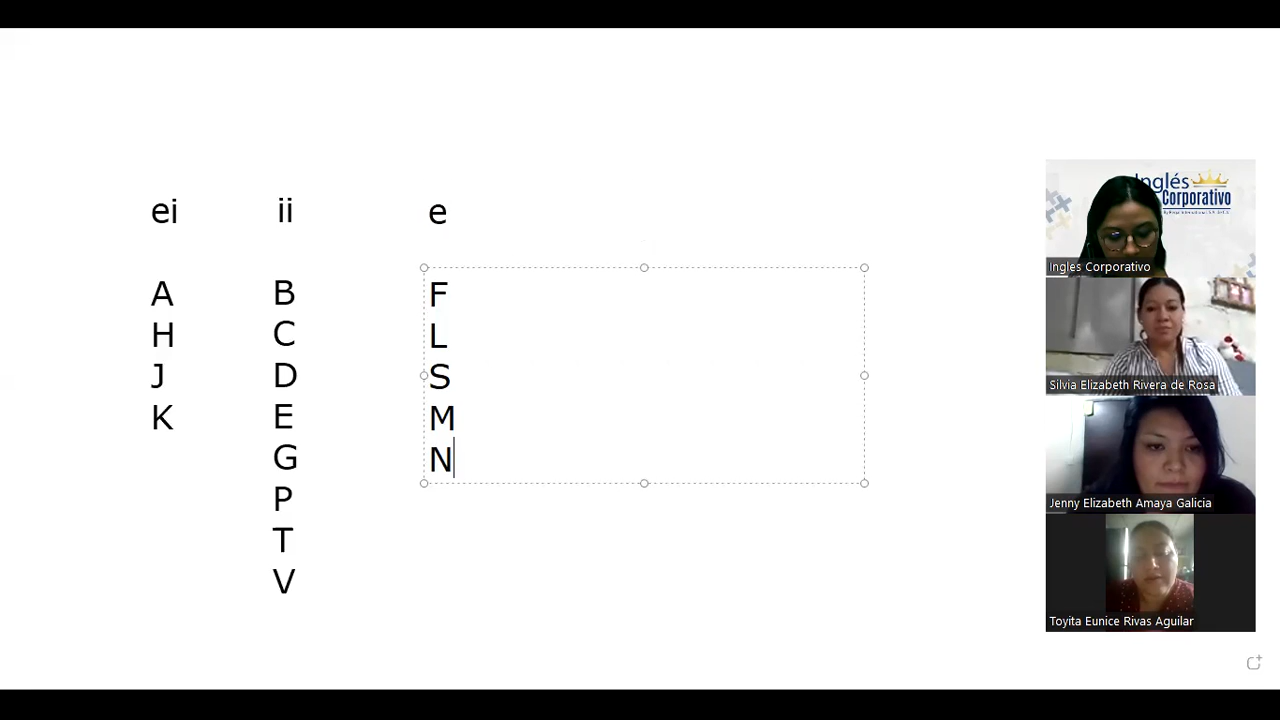 ei ii e
A B F
H C L
J D S
K E M
G N
P
T
V
Inglés
Corporativo
Ingles Corporativo
Silvia Elizabeth Rivera de Rosa
Jenny Elizabeth Amaya Galicia
Toyita Eunice Rivas Aguilar